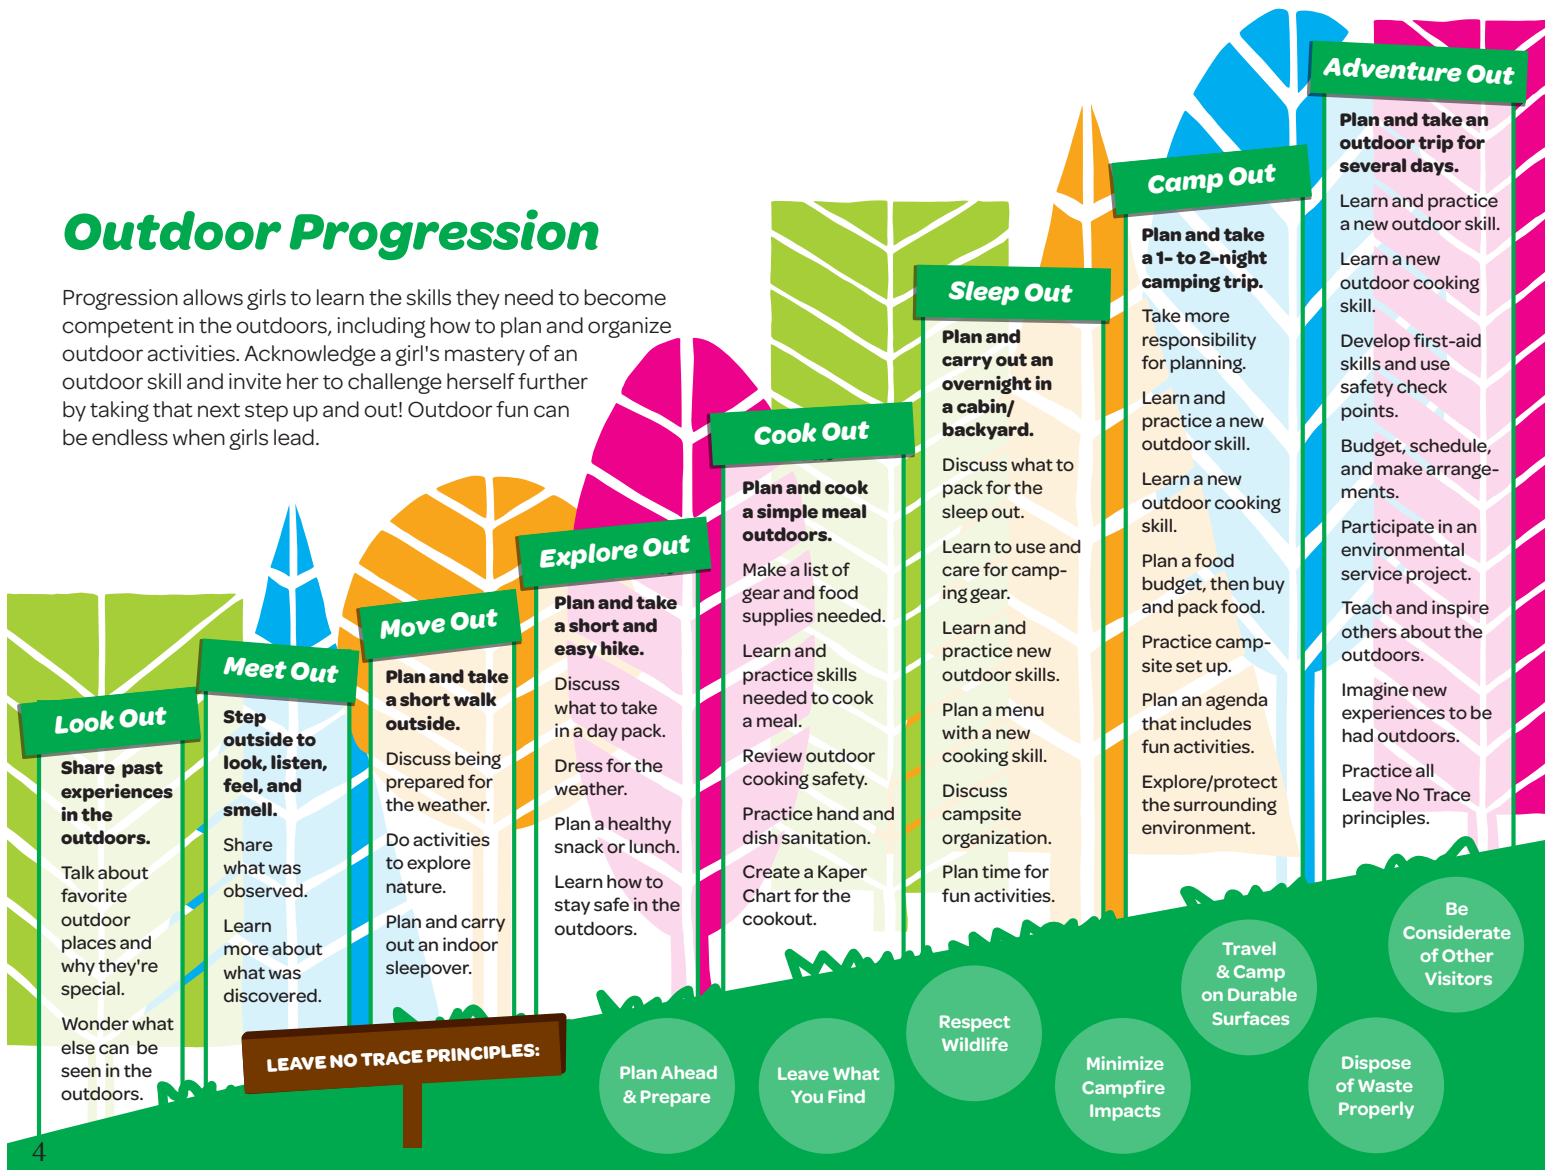 Outdoor Progression
Progression allows girls to learn the skills they need to become
competent in the outdoors, including how to plan and organize
outdoor activities. Acknowledge a girl's mastery of an
outdoor skill and invite her to challenge herself further
by taking that next step up and out! Outdoor fun can
be endless when girls lead.
Look Out
Share past
experiences
in the
outdoors.
Talk about
favorite
outdoor
places and
why they're
special.
Wonder what
else can be
seen in the
outdoors.
Meet Out
Step
outside to
look, listen,
feel, and
smell.
Share
what was
observed.
Learn
more about
what was
discovered.
Move Out
Plan and take
a short walk
outside.
Discuss being
prepared for
the weather.
Do activities
to explore
nature.
Plan and carry
out an indoor
sleepover.
Explore Out
Plan and take
a short and
easy hike.
Discuss
what to take
in a day pack.
Dress for the
weather.
Plan a healthy
snack or lunch.
Learn how to
stay safe in the
outdoors.
Cook Out
Plan and cook
a simple meal
outdoors.
Make a list of
gear and food
supplies needed.
Learn and
practice skills
needed to cook
a meal.
Review outdoor
cooking safety.
Practice hand and
dish sanitation.
Create a Kaper
Chart for the
cookout.
Sleep Out
Plan and
carry out an
overnight in
a cabin/
backyard.
Discuss what to
pack for the
sleep out.
Learn to use and
care for camp-
ing gear.
Learn and
practice new
outdoor skills.
Plan a menu
with a new
cooking skill.
Discuss
campsite
organization.
Plan time for
fun activities.
Camp Out
Plan and take
a 1- to 2-night
camping trip.
Take more
responsibility
for planning.
Learn and
practice a new
outdoor skill.
Learn a new
outdoor cooking
skill.
Plan a food
budget, then buy
and pack food.
Practice camp-
site set up.
Plan an agenda
that includes
fun activities.
Explore/protect
the surrounding
environment.
Adventure Out
Plan and take an
outdoor trip for
several days.
Learn and practice
a new outdoor skill.
Learn a new
outdoor cooking
skill.
Develop first-aid
skills and use
safety check
points.
Budget, schedule,
and make arrange-
ments.
Participate in an
environmental
service project.
Teach and inspire
others about the
outdoors.
Imagine new
experiences to be
had outdoors.
Practice all
Leave No Trace
principles.
LEAVE NO TRACE PRINCIPLES:
Plan Ahead
& Prepare
Leave What
You Find
Respect
Wildlife
Minimize
Campfire
Impacts
Travel
& Camp
on Durable
Surfaces
Dispose
of Waste
Properly
Be
Considerate
of Other
Visitors
4